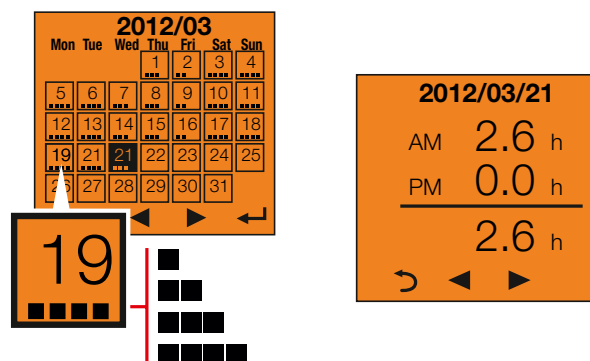 2012/03
Mon Tue Wed Thu Fri Sat Sun
1 2 3 4
5 6 7 8 9 10 11
12 13 14 15 16 17 18
19 21 21 22 23 24 25
26 27 28 29 30 31
19
2012/03/21
AM 2.6 h
PM 0.0 h
2.6 h